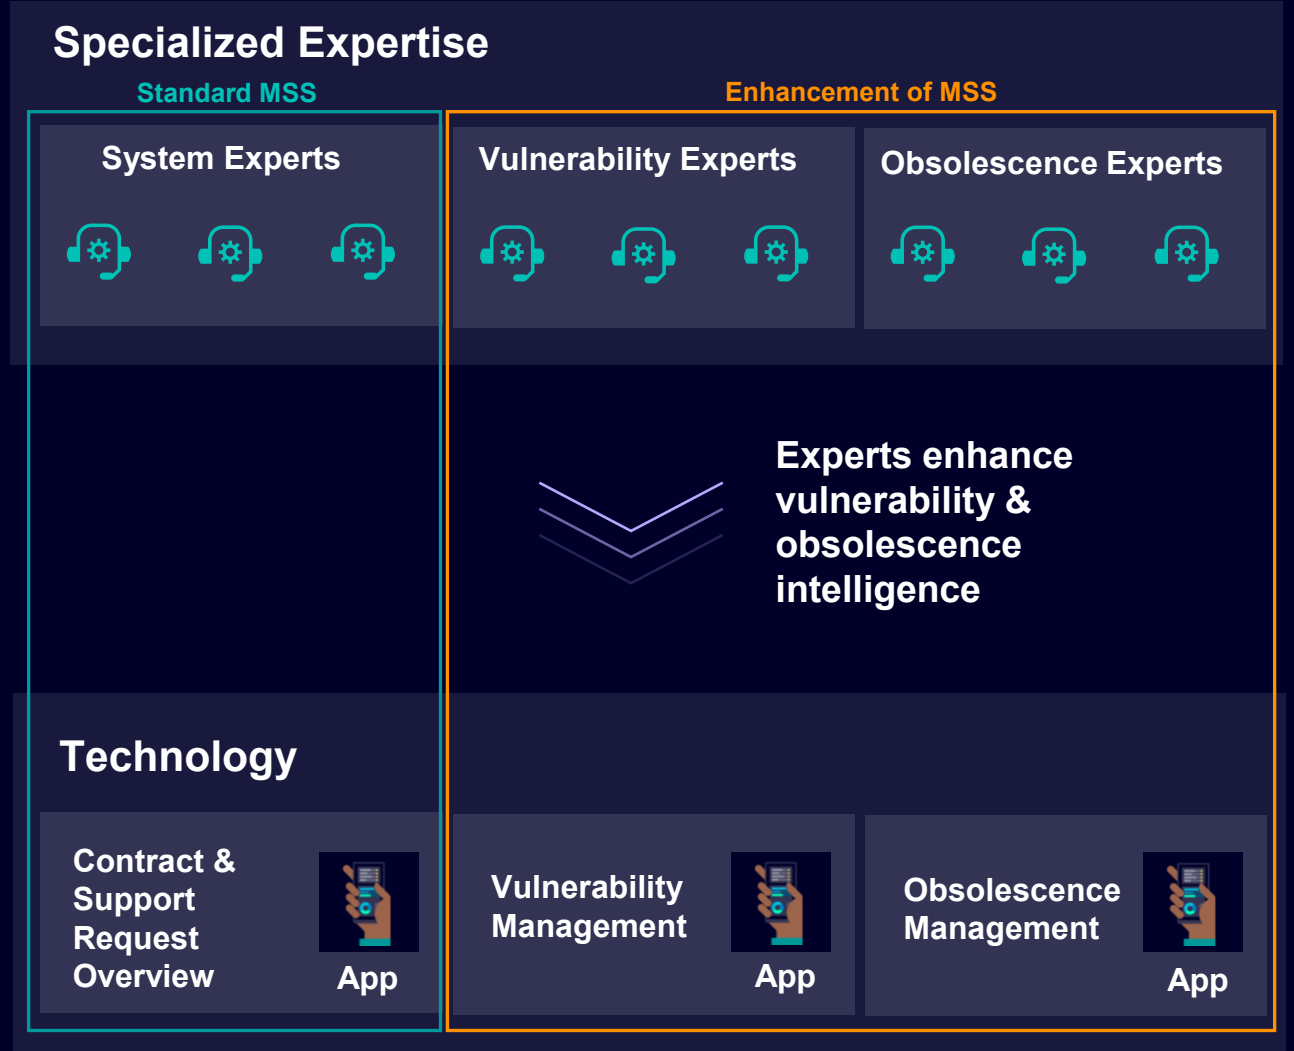 Specialized Expertise
Standard MSS
Enhancement of MSS
System Experts
Vulnerability Experts
Obsolescence Experts
Experts enhance
vulnerability &
obsolescence
intelligence
Technology
Contract &
Support
Request
Overview
App
Vulnerability
Management
App
Obsolescence
Management
App